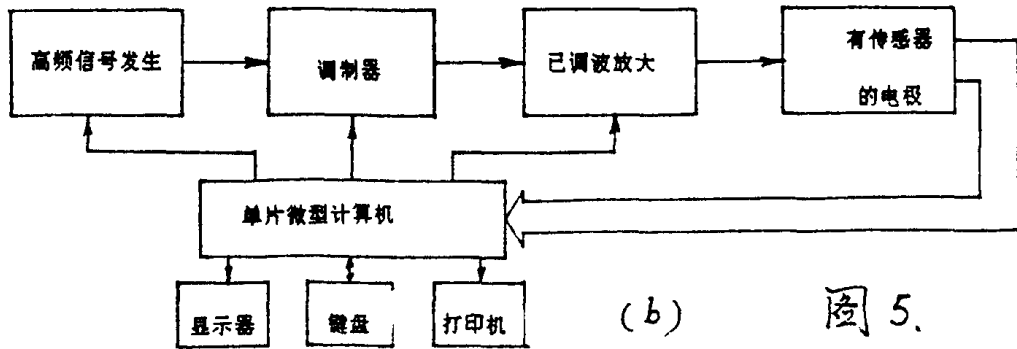 高频信号发生
调制器
已调波放大
有传感器
的电极
单片微型计算机
显示器
键盘
打印机
(b)
图 5.